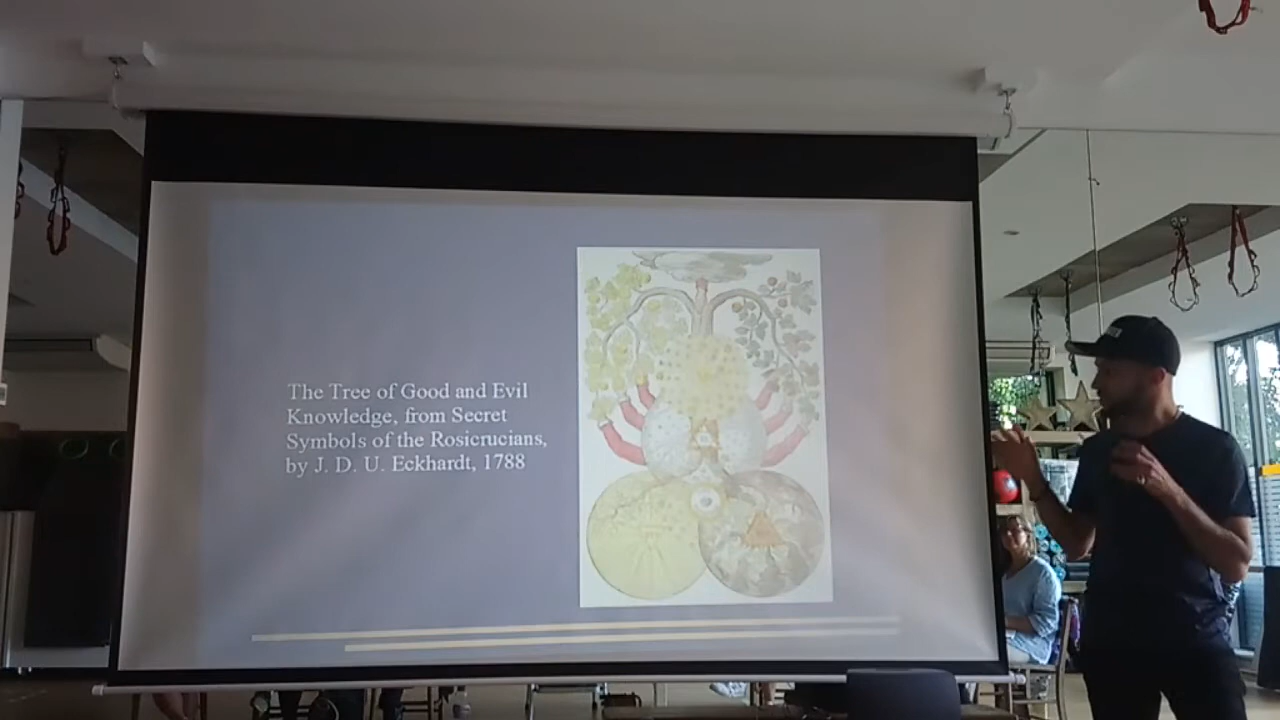 The Tree of Good and Evil
Knowledge, from Secret
Symbols of the Rosicrucians,
by J. D. U. Eckhardt, 1788